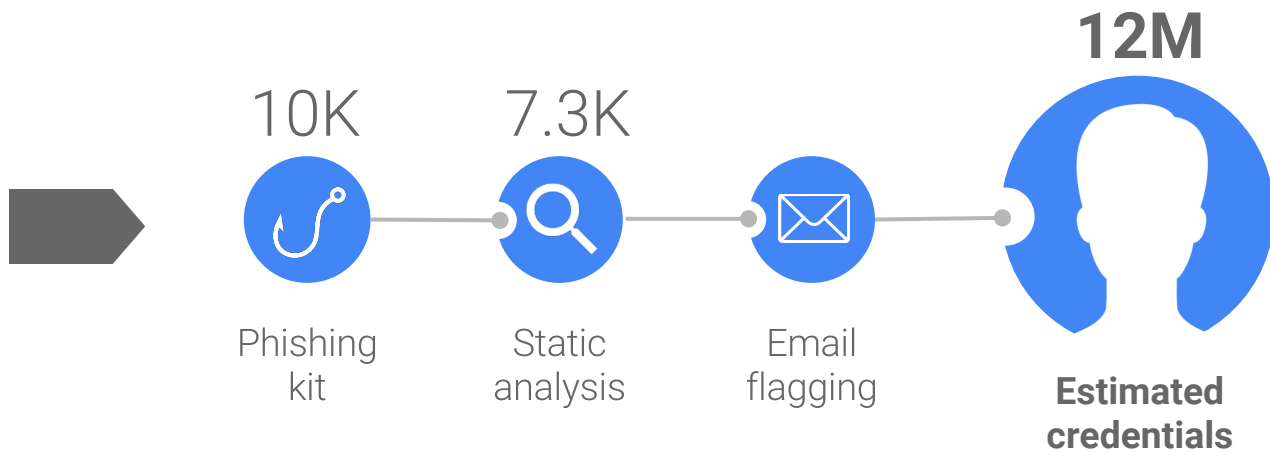 10K
Phishing
kit
7.3K
Static
analysis
Email
flagging
12M
Estimated
credentials